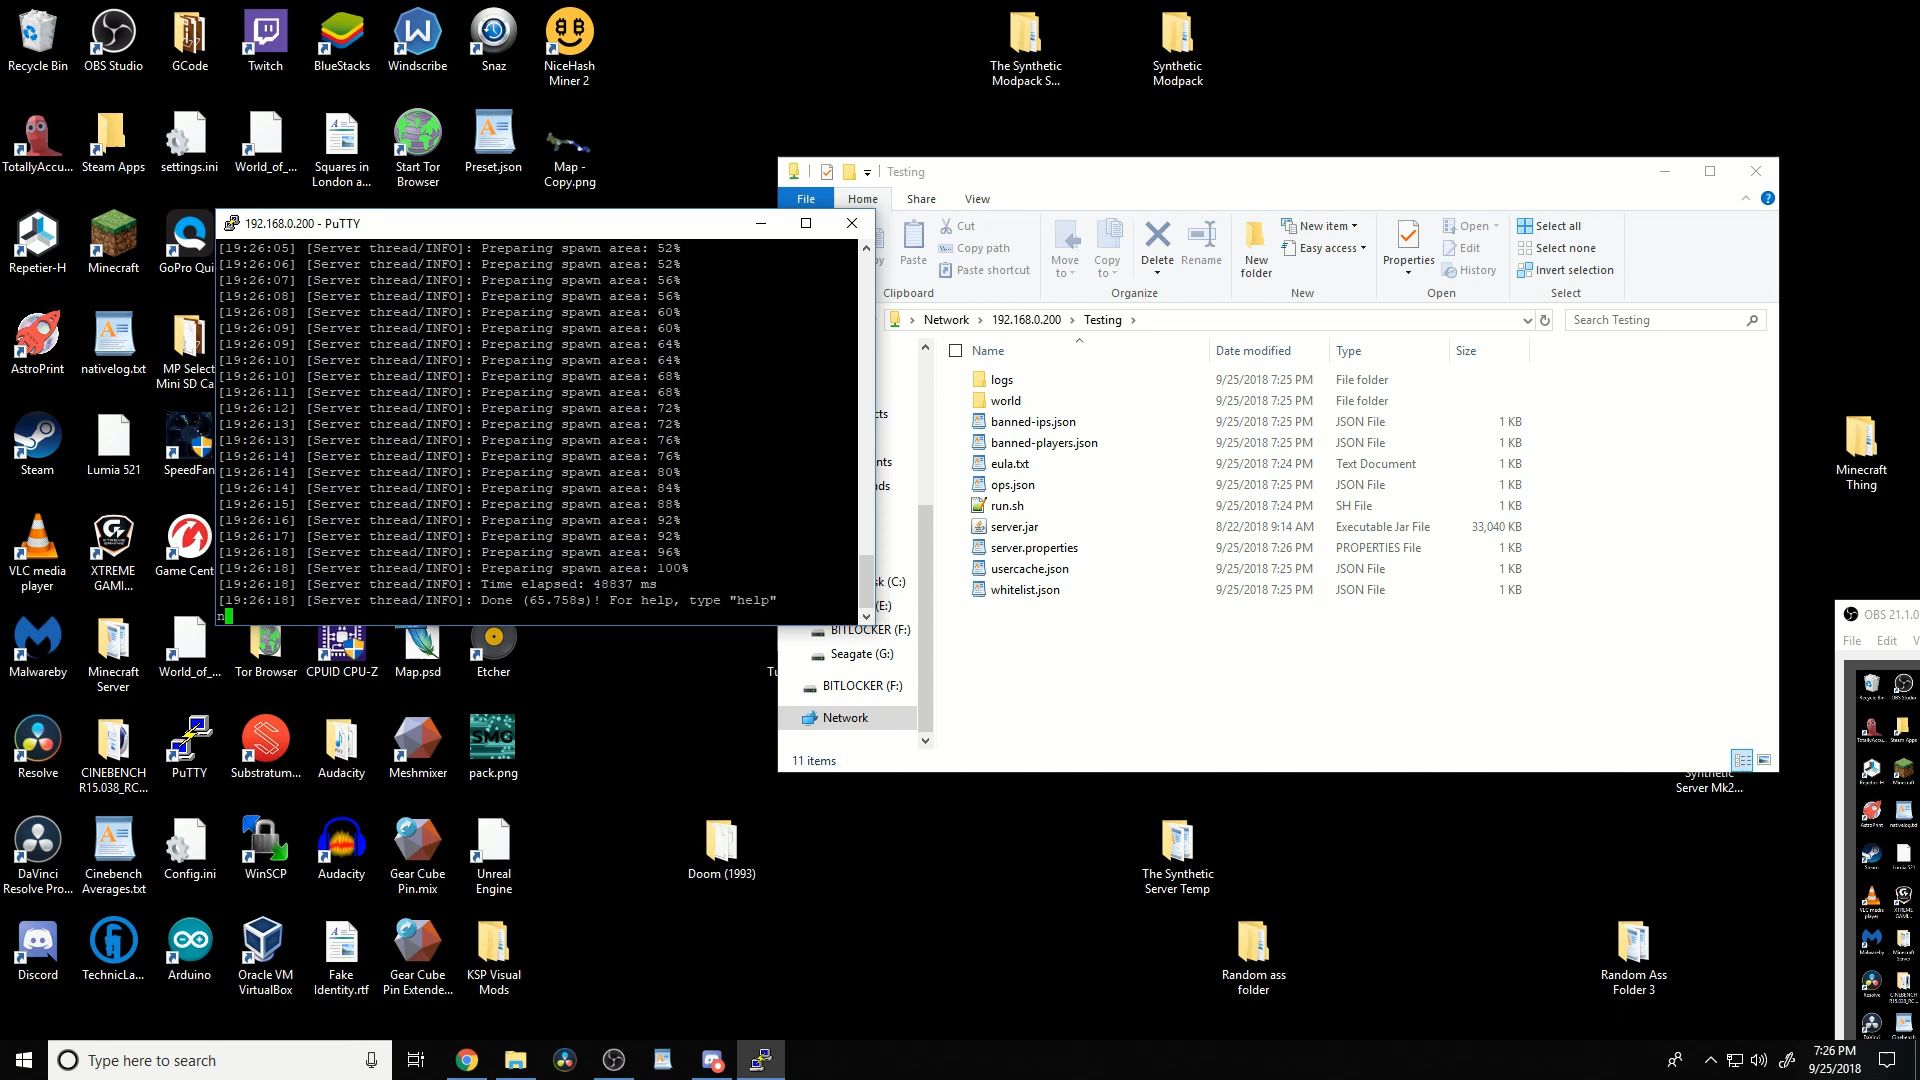 Recycle Bin
OBS Studio
GCode
Twitch
BlueStacks
Windscribe
Snaz
NiceHash
Miner 2
The Synthetic
Modpack S...
Synthetic
Modpack
TotallyAccu...
Steam Apps
settings.ini
World_of_...
Squares in
London a...
Start Tor
Browser
Preset.json
Map -
Copy.png
Repetier-H
Minecraft
GoPro Qui
AstroPrint
nativelog.txt
MP Select
Mini SD Ca
Steam
Lumia 521
SpeedFan
VLC media
player
XTREME
GAMI...
Game Cent
Malwareby
Minecraft
Server
World_of_...
Tor Browser
CPUID CPU-Z
Map.psd
Etcher
Resolve
CINEBENCH
R15.038_RC...
PuTTY
Substratum...
Audacity
Meshmixer
SMG
pack.png
DaVinci
Resolve Pro...
Cinebench
Averages.txt
Config.ini
WinSCP
Audacity
Gear Cube
Pin.mix
Unreal
Engine
Doom (1993)
The Synthetic
Server Temp
Discord
TechnicLa...
Arduino
Oracle VM
VirtualBox
Fake
Identity.rtf
Gear Cube
Pin Extende...
KSP Visual
Mods
Random ass
folder
Random Ass
Folder 3
Minecraft
Thing
Synthetic
Server Mk2...
192.168.0.200 - PuTTY
[19:26:05] [Server thread/INFO]: Preparing spawn area: 52%
[19:26:06] [Server thread/INFO]: Preparing spawn area: 52%
[19:26:07] [Server thread/INFO]: Preparing spawn area: 56%
[19:26:08] [Server thread/INFO]: Preparing spawn area: 56%
[19:26:08] [Server thread/INFO]: Preparing spawn area: 60%
[19:26:09] [Server thread/INFO]: Preparing spawn area: 60%
[19:26:09] [Server thread/INFO]: Preparing spawn area: 64%
[19:26:10] [Server thread/INFO]: Preparing spawn area: 64%
[19:26:10] [Server thread/INFO]: Preparing spawn area: 68%
[19:26:11] [Server thread/INFO]: Preparing spawn area: 68%
[19:26:12] [Server thread/INFO]: Preparing spawn area: 72%
[19:26:13] [Server thread/INFO]: Preparing spawn area: 72%
[19:26:13] [Server thread/INFO]: Preparing spawn area: 76%
[19:26:14] [Server thread/INFO]: Preparing spawn area: 76%
[19:26:14] [Server thread/INFO]: Preparing spawn area: 80%
[19:26:14] [Server thread/INFO]: Preparing spawn area: 84%
[19:26:15] [Server thread/INFO]: Preparing spawn area: 88%
[19:26:16] [Server thread/INFO]: Preparing spawn area: 92%
[19:26:17] [Server thread/INFO]: Preparing spawn area: 92%
[19:26:18] [Server thread/INFO]: Preparing spawn area: 96%
[19:26:18] [Server thread/INFO]: Preparing spawn area: 100%
[19:26:18] [Server thread/INFO]: Time elapsed: 48837 ms
[19:26:18] [Server thread/INFO]: Done (65.758s)! For help, type "help"
n
Testing
File Home Share View
Paste
Cut
Copy path
Paste shortcut
Clipboard
Move
to
Copy
to
Delete
Rename
Organize
New
folder
New item
Easy access
New
Properties
Open
Edit
History
Open
Select all
Select none
Invert selection
Select
Network > 192.168.0.200 > Testing >
Search Testing
Name Date modified Type Size
logs 9/25/2018 7:25 PM File folder
world 9/25/2018 7:25 PM File folder
banned-ips.json 9/25/2018 7:25 PM JSON File 1 KB
banned-players.json 9/25/2018 7:25 PM JSON File 1 KB
eula.txt 9/25/2018 7:24 PM Text Document 1 KB
ops.json 9/25/2018 7:25 PM JSON File 1 KB
run.sh 9/25/2018 7:24 PM SH File 1 KB
server.jar 8/22/2018 9:14 AM Executable Jar File 33,040 KB
server.properties 9/25/2018 7:26 PM PROPERTIES File 1 KB
usercache.json 9/25/2018 7:25 PM JSON File 1 KB
whitelist.json 9/25/2018 7:25 PM JSON File 1 KB
sk (C:)
(E:)
BITLOCKER (F:)
Seagate (G:)
BITLOCKER (F:)
Network
11 items
OBS 21.1.0
File Edit V
Type here to search
7:26 PM
9/25/2018